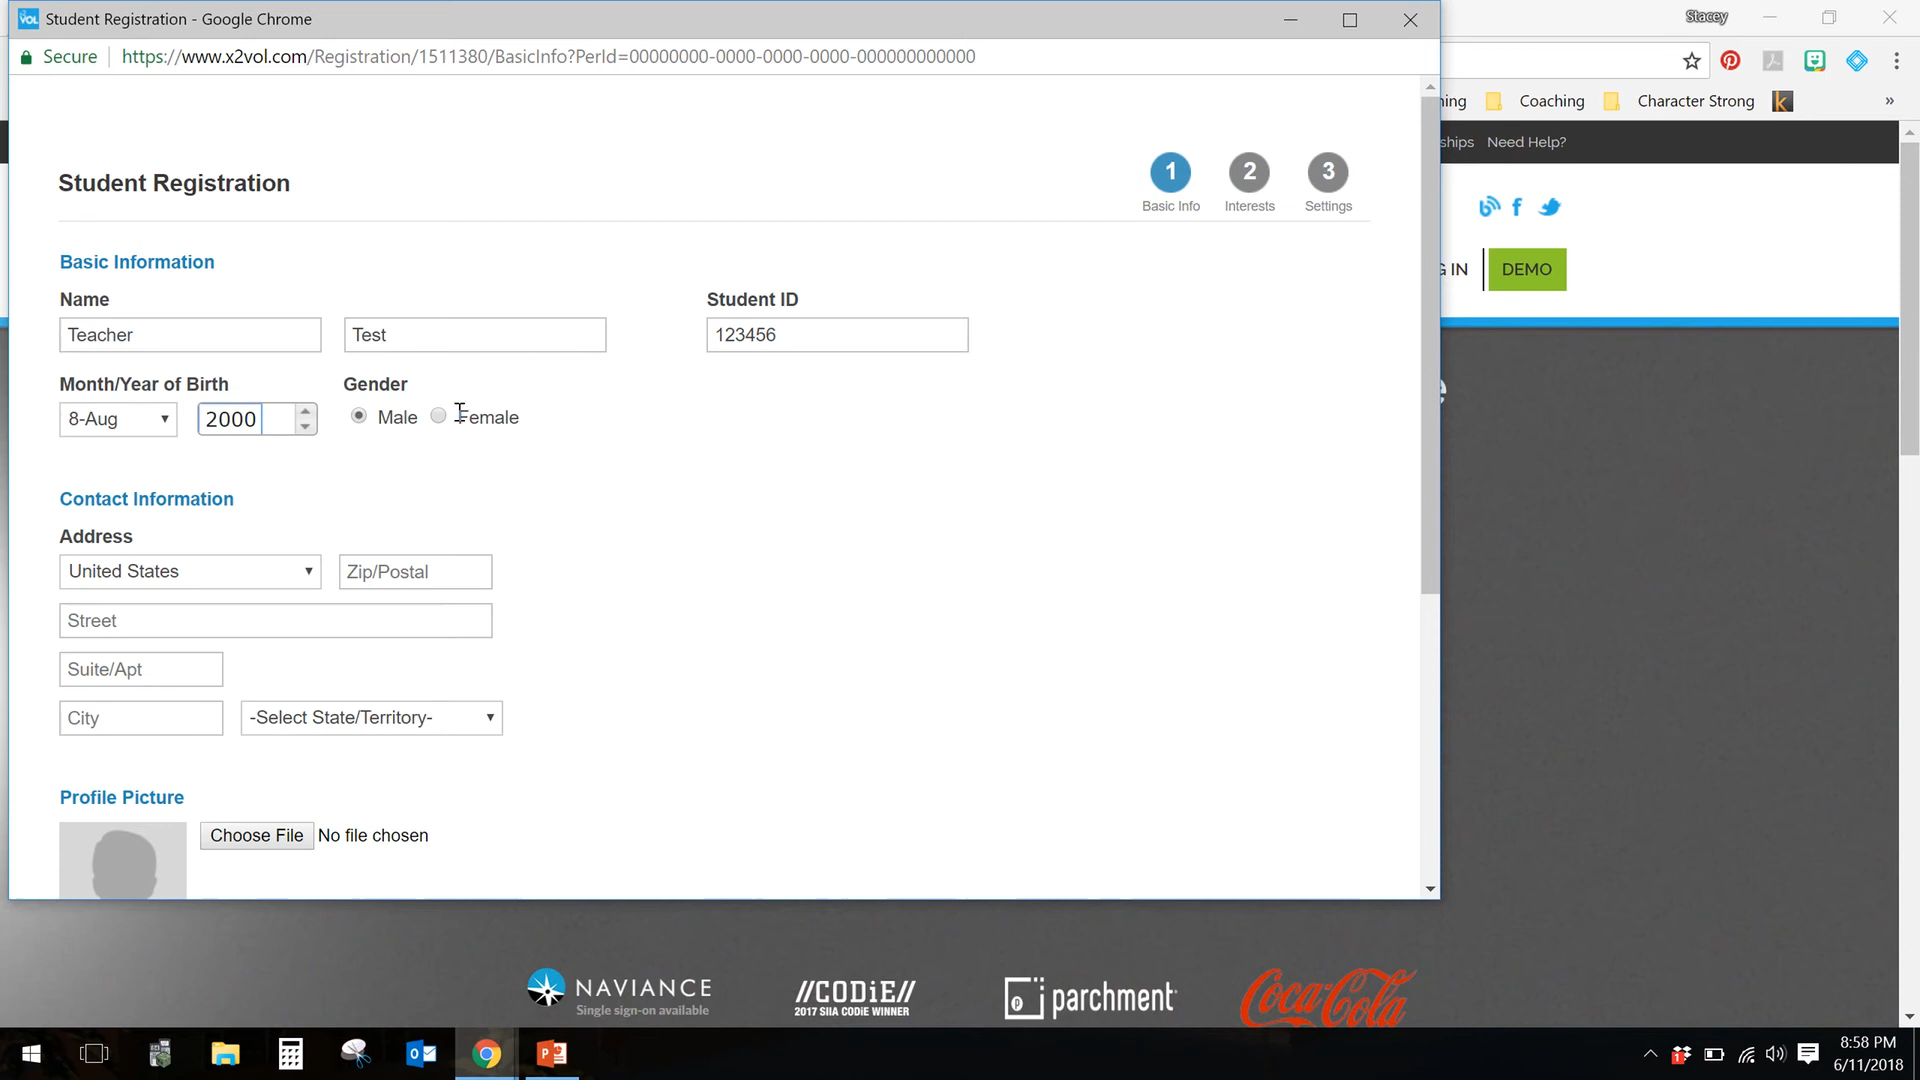 Student Registration - Google Chrome
Stacey
Secure https://www.x2vol.com/Registration/1511380/BasicInfo?PerId=00000000-0000-0000-0000-000000000000
Coaching Character Strong »
Need Help?
Student Registration
1 2 3
Basic Info Interests Settings
DEMO
Basic Information
Name Student ID
Teacher Test 123456
Month/Year of Birth Gender
8-Aug 2000 Male Female
Contact Information
Address
United States Zip/Postal
Street
Suite/Apt
City -Select State/Territory-
Profile Picture
Choose File No file chosen
NAVIANCE
Single sign-on available
//CODiE//
2017 SIIA CODiE WINNER
parchment
Coca-Cola
8:58 PM
6/11/2018